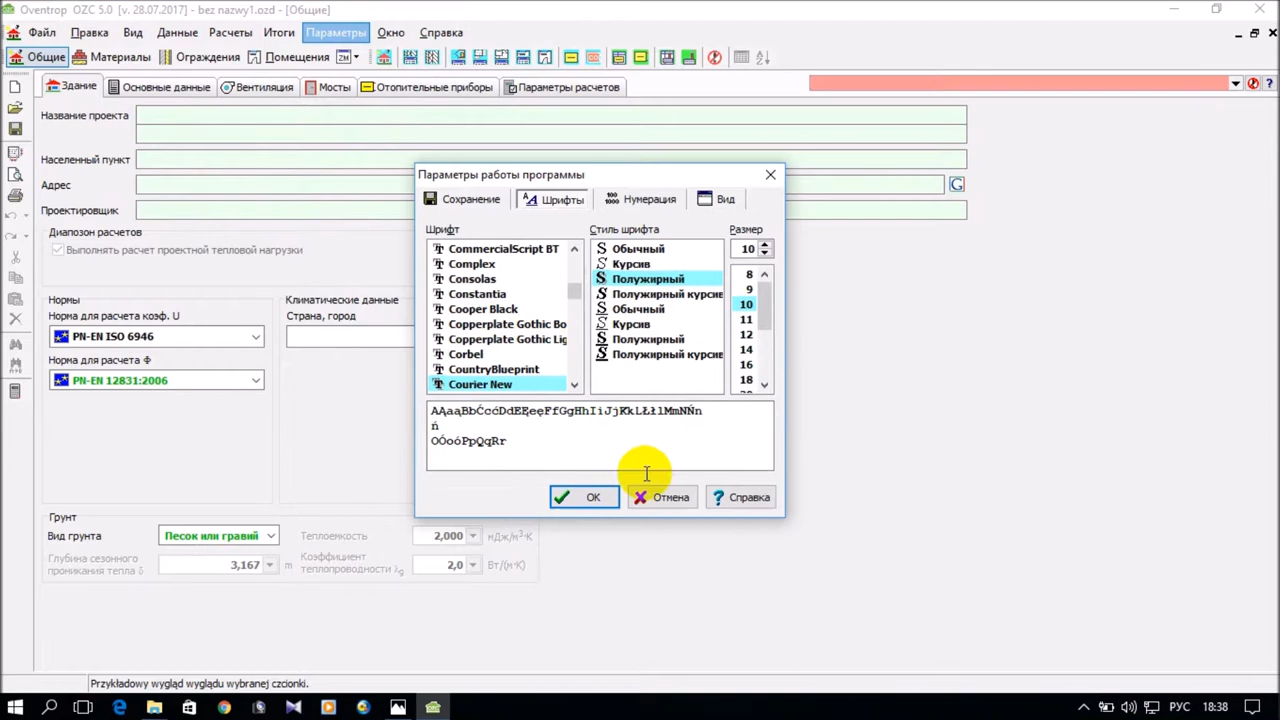 Oventrop OZC 5.0 [v. 28.07.2017] - bez nazwy1.ozd - [Общие]
Файл Правка Вид Данные Расчеты Итоги Параметры Окно Справка
Общие Материалы Ограждения Помещения
Здание Основные данные Вентиляция Мосты Отопительные приборы Параметры расчетов
Название проекта
Населенный пункт
Адрес
Проектировщик
Диапазон расчетов
Выполнять расчет проектной тепловой нагрузки
Нормы
Норма для расчета коэф. U
PN-EN ISO 6946
Норма для расчета Ф
PN-EN 12831:2006
Климатические данные
Страна, город
Грунт
Вид грунта Песок или гравий Теплоемкость 2,000 нДж/м³·K
Глубина сезонного проникания тепла δ 3,167 m Коэффициент теплопроводности λg 2,0 Вт/(м·K)
Параметры работы программы
Сохранение Шрифты Нумерация Вид
Шрифт Стиль шрифта Размер
CommercialScript BT Обычный 10
Complex Курсив
Consolas Полужирный 8
Constantia Полужирный курсив 9
Cooper Black Обычный 10
Copperplate Gothic Bo Курсив 11
Copperplate Gothic Lig Полужирный 12
Corbel Полужирный курсив 14
CountryBlueprint 16
Courier New 18
AĄaąBbĆcćDdEĘeęFfGgHhIiJjKkLŁłlMmNŃn
ń
OÓoóPpQqRr
OK Отмена Справка
Przykładowy wygląd wyglądu wybranej czcionki.
РУС 18:38